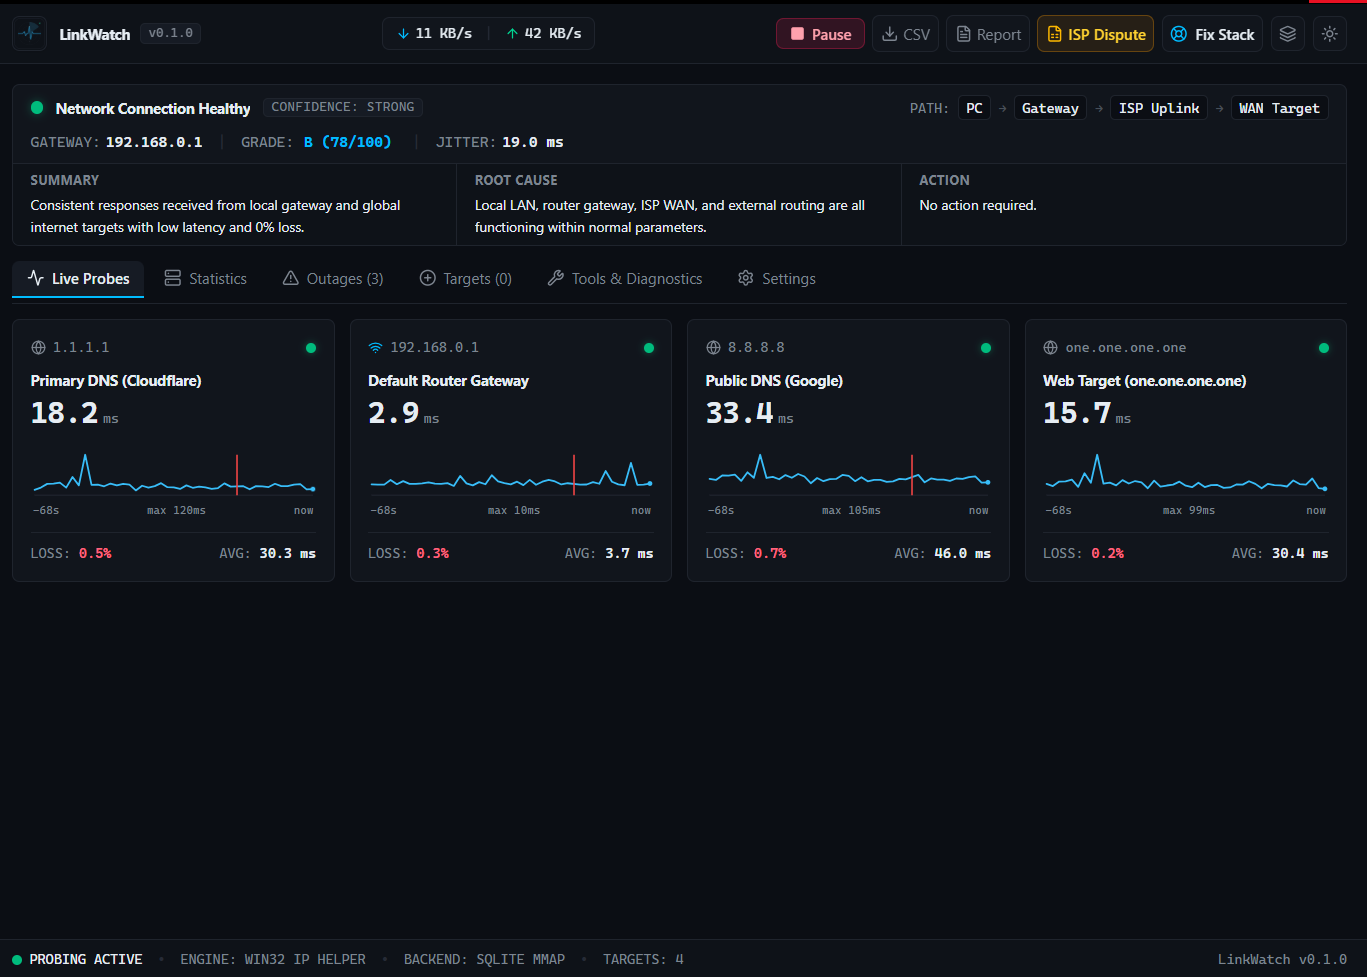 LinkWatch v0.1.0 11 KB/s 42 KB/s Pause CSV Report ISP Dispute Fix Stack
Network Connection Healthy CONFIDENCE: STRONG PATH: PC → Gateway → ISP Uplink → WAN Target
GATEWAY: 192.168.0.1 GRADE: B (78/100) JITTER: 19.0 ms
SUMMARY
Consistent responses received from local gateway and global
internet targets with low latency and 0% loss.
ROOT CAUSE
Local LAN, router gateway, ISP WAN, and external routing are all
functioning within normal parameters.
ACTION
No action required.
Live Probes Statistics Outages (3) Targets (0) Tools & Diagnostics Settings
1.1.1.1
Primary DNS (Cloudflare)
18.2 ms
-68s max 120ms now
LOSS: 0.5% AVG: 30.3 ms
192.168.0.1
Default Router Gateway
2.9 ms
-68s max 10ms now
LOSS: 0.3% AVG: 3.7 ms
8.8.8.8
Public DNS (Google)
33.4 ms
-68s max 105ms now
LOSS: 0.7% AVG: 46.0 ms
one.one.one.one
Web Target (one.one.one.one)
15.7 ms
-68s max 99ms now
LOSS: 0.2% AVG: 30.4 ms
PROBING ACTIVE • ENGINE: WIN32 IP HELPER • BACKEND: SQLITE MMAP • TARGETS: 4 LinkWatch v0.1.0